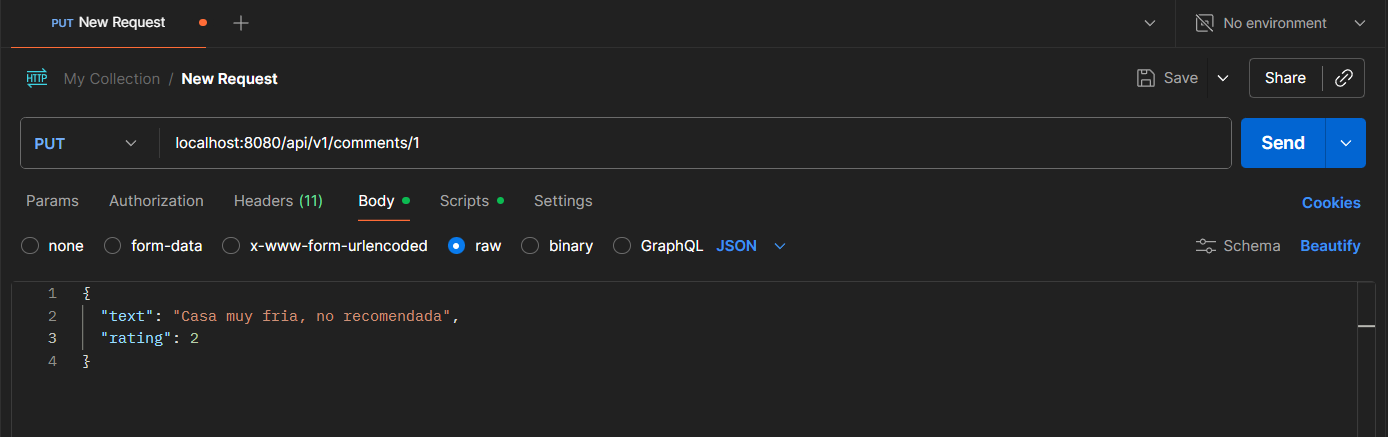 PUT New Request
No environment
HTTP My Collection / New Request Save Share
PUT localhost:8080/api/v1/comments/1 Send
Params Authorization Headers (11) Body Scripts Settings Cookies
none form-data x-www-form-urlencoded raw binary GraphQL JSON Schema Beautify
1 {
2 "text": "Casa muy fria, no recomendada",
3 "rating": 2
4 }